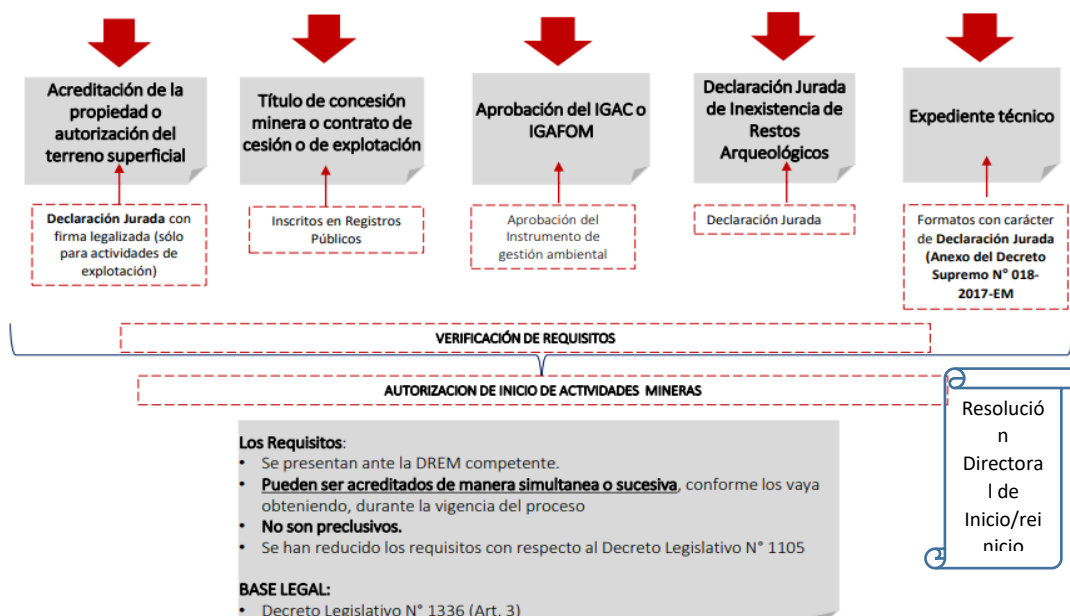 Acreditación de la
propiedad o
autorización del
terreno superficial
Título de concesión
minera o contrato de
cesión o de explotación
Aprobación del IGAC o
IGAFOM
Declaración Jurada
de Inexistencia de
Restos
Arqueológicos
Expediente técnico
Declaración Jurada con
firma legalizada (sólo
para actividades de
explotación)
Inscritos en Registros
Públicos
Aprobación del
Instrumento de
gestión ambiental
Declaración Jurada
Formatos con carácter
de Declaración Jurada
(Anexo del Decreto
Supremo N° 018-
2017-EM
VERIFICACIÓN DE REQUISITOS
AUTORIZACION DE INICIO DE ACTIVIDADES MINERAS
Resolució
n
Directora
l de
Inicio/rei
nicio
Los Requisitos:
• Se presentan ante la DREM competente.
• Pueden ser acreditados de manera simultanea o sucesiva, conforme los vaya
obteniendo, durante la vigencia del proceso
• No son preclusivos.
• Se han reducido los requisitos con respecto al Decreto Legislativo N° 1105
BASE LEGAL:
• Decreto Legislativo N° 1336 (Art. 3)